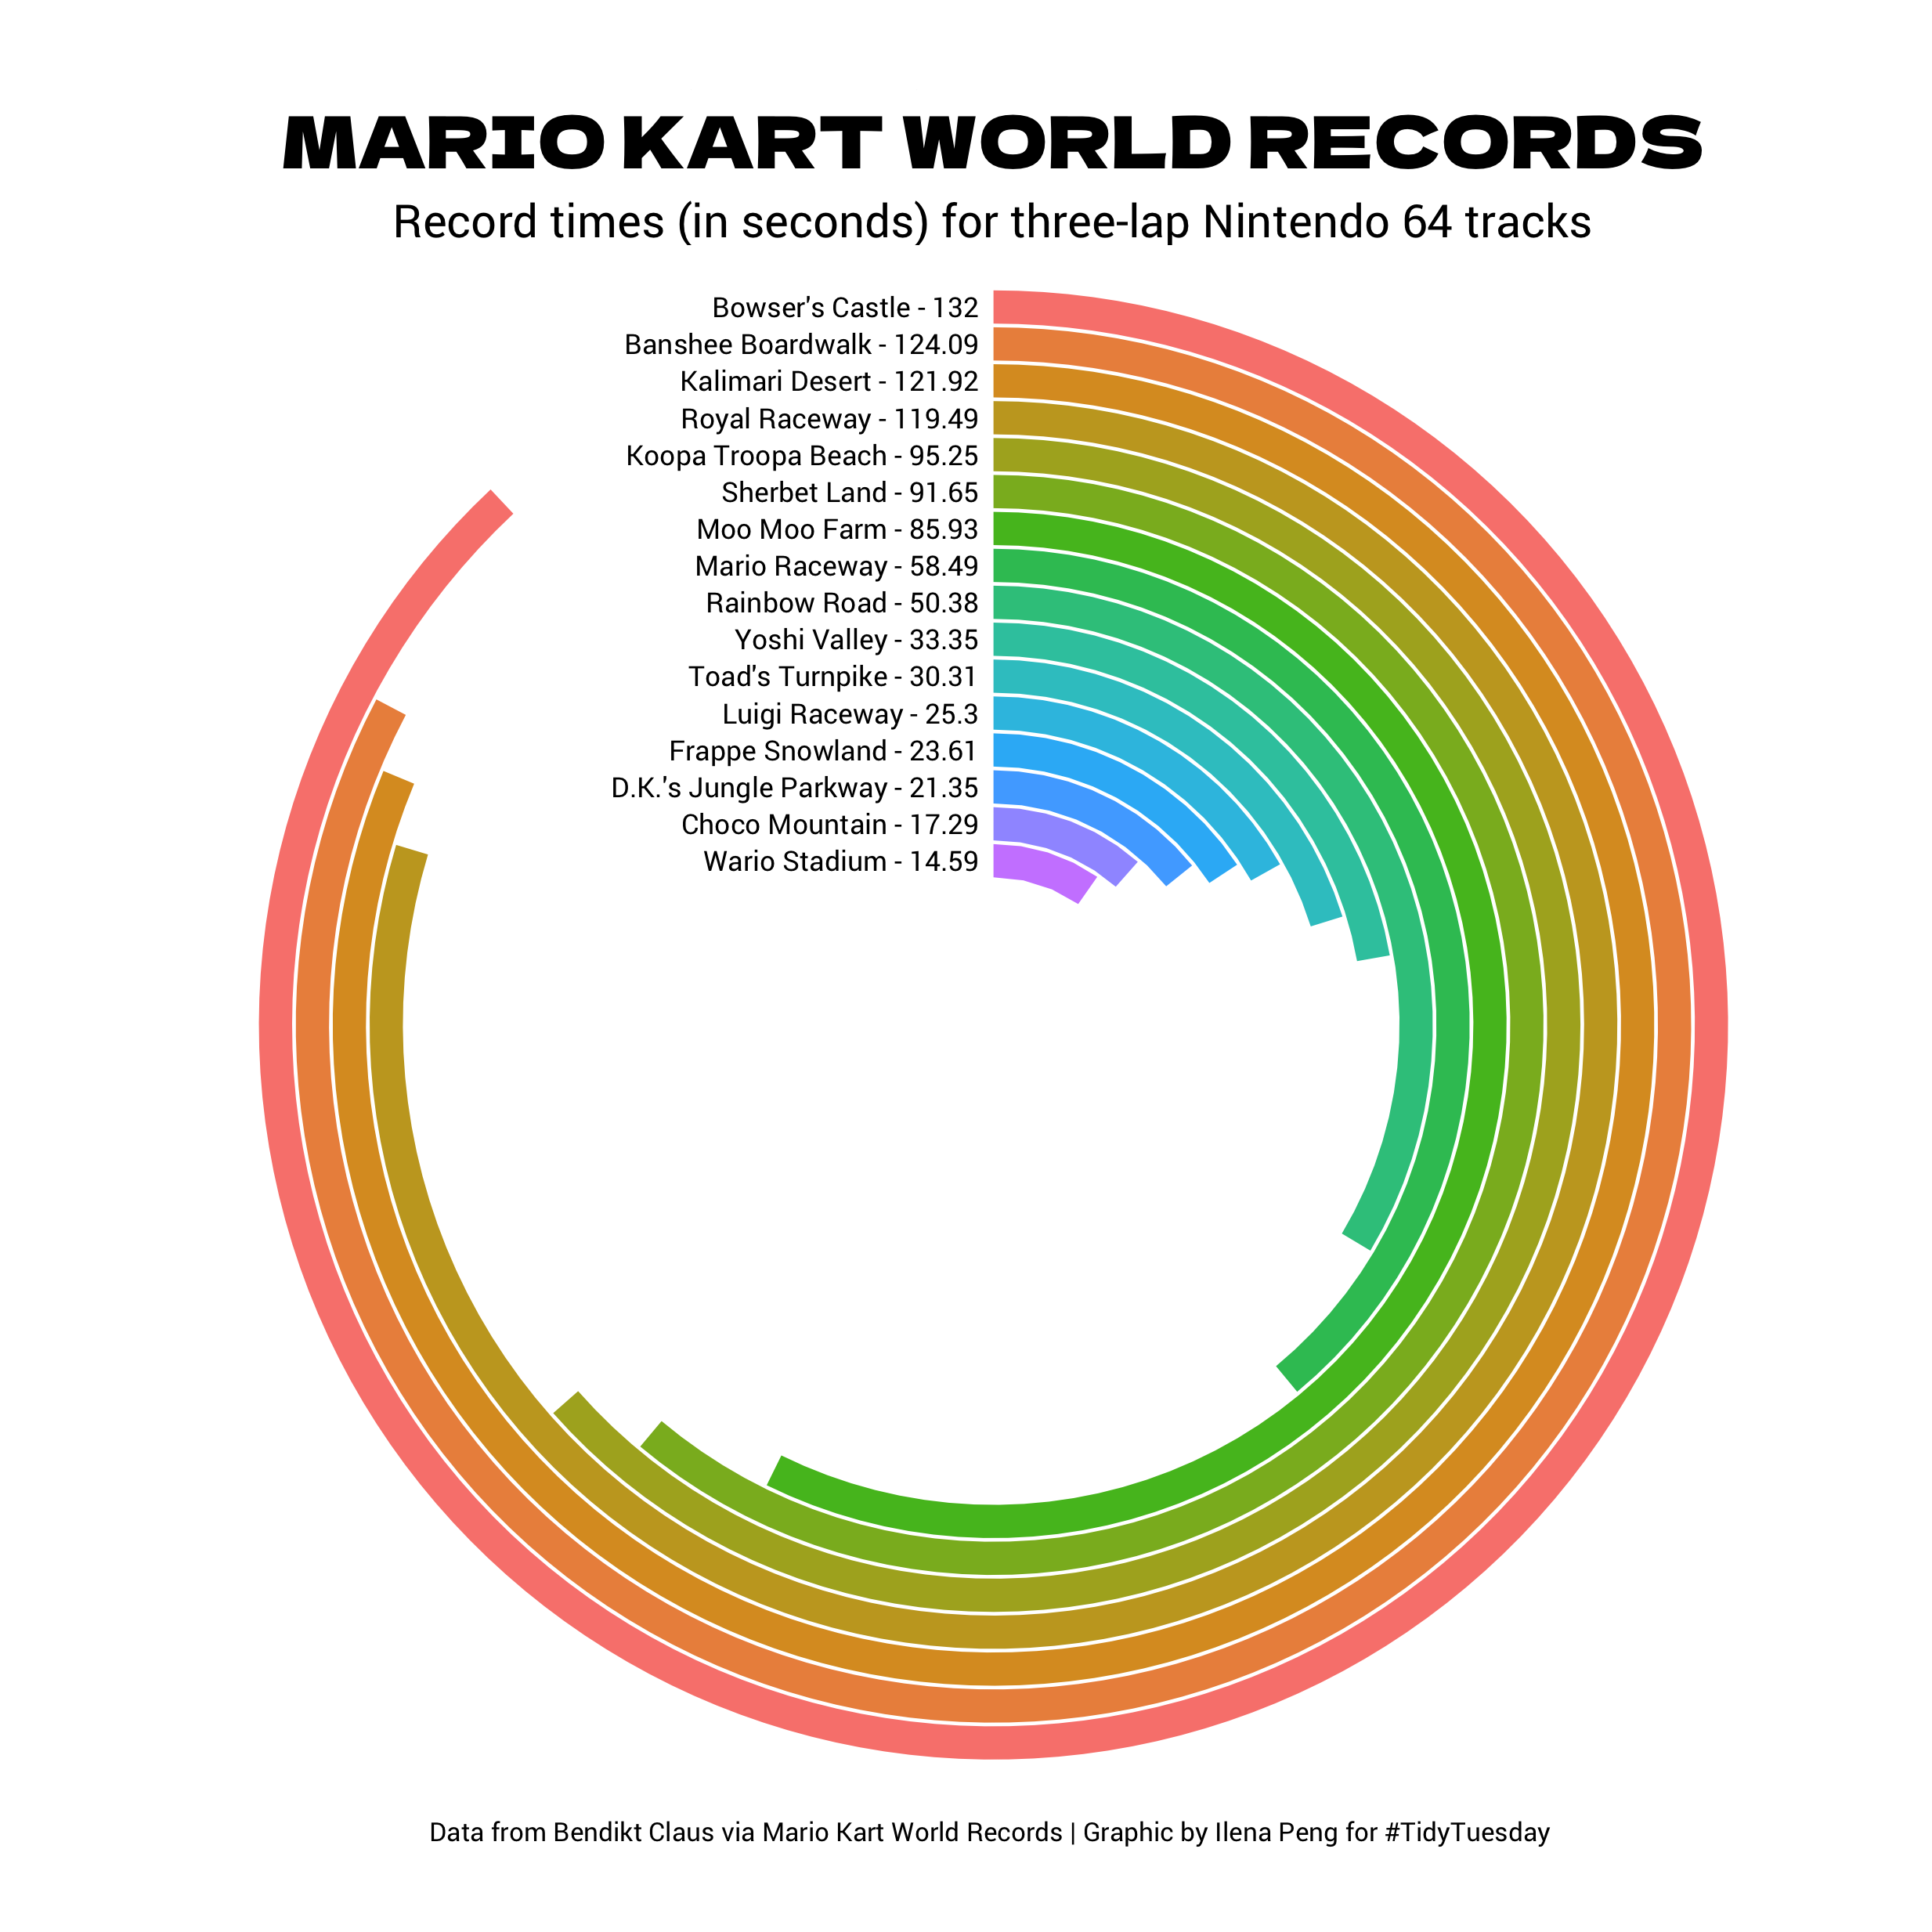 MARIO KART WORLD RECORDS
Record times (in seconds) for three-lap Nintendo 64 tracks
Bowser's Castle - 132
Banshee Boardwalk - 124.09
Kalimari Desert - 121.92
Royal Raceway - 119.49
Koopa Troopa Beach - 95.25
Sherbet Land - 91.65
Moo Moo Farm - 85.93
Mario Raceway - 58.49
Rainbow Road - 50.38
Yoshi Valley - 33.35
Toad's Turnpike - 30.31
Luigi Raceway - 25.3
Frappe Snowland - 23.61
D.K.'s Jungle Parkway - 21.35
Choco Mountain - 17.29
Wario Stadium - 14.59
Data from Bendikt Claus via Mario Kart World Records | Graphic by Ilena Peng for #TidyTuesday